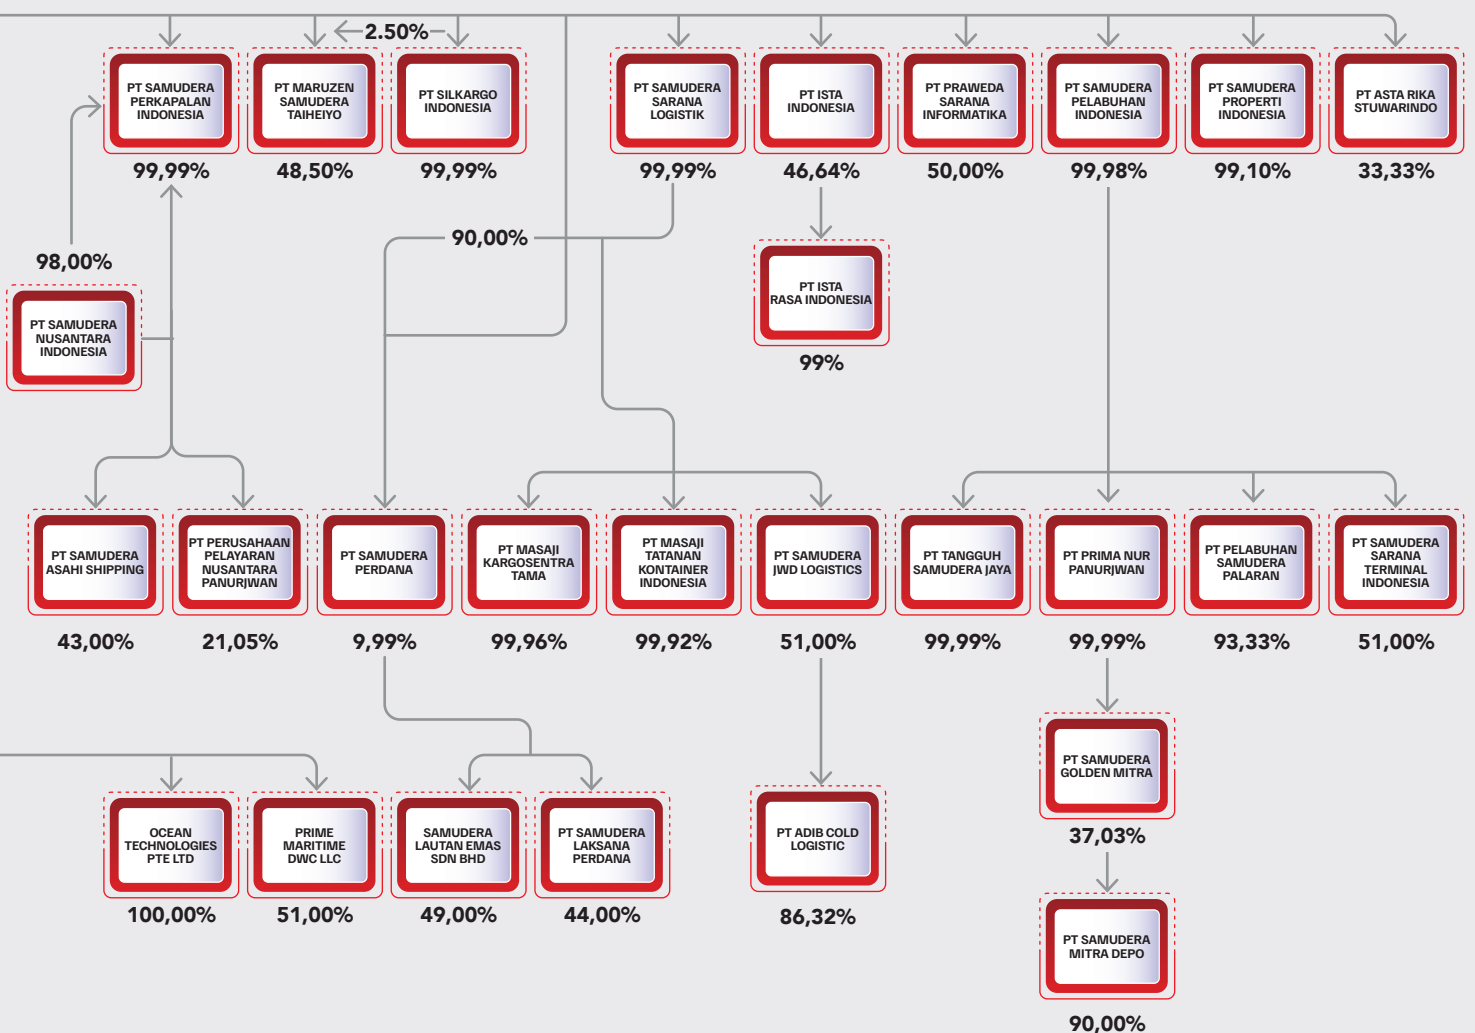 2.50%
PT SAMUDERA
PERKAPALAN
INDONESIA
99,99%
PT MARUZEN
SAMUDERA
TAIHEIYO
48,50%
PT SILKARGO
INDONESIA
99,99%
PT SAMUDERA
SARANA
LOGISTIK
99,99%
PT ISTA
INDONESIA
46,64%
PT PRAWEDA
SARANA
INFORMATIKA
50,00%
PT SAMUDERA
PELABUHAN
INDONESIA
99,98%
PT SAMUDERA
PROPERTI
INDONESIA
99,10%
PT ASTA RIKA
STUWARINDO
33,33%
90,00%
98,00%
PT SAMUDERA
NUSANTARA
INDONESIA
PT ISTA
RASA INDONESIA
99%
PT SAMUDERA
ASAHI SHIPPING
43,00%
PT PERUSAHAAN
PELAYARAN
NUSANTARA
PANURJWAN
21,05%
PT SAMUDERA
PERDANA
9,99%
PT MASAJI
KARGOSENTRA
TAMA
99,96%
PT MASAJI
TATANAN
KONTAINER
INDONESIA
99,92%
PT SAMUDERA
JWD LOGISTICS
51,00%
PT TANGGUH
SAMUDERA JAYA
99,99%
PT PRIMA NUR
PANURJWAN
99,99%
PT PELABUHAN
SAMUDERA
PALARAN
93,33%
PT SAMUDERA
SARANA
TERMINAL
INDONESIA
51,00%
OCEAN
TECHNOLOGIES
PTE LTD
100,00%
PRIME
MARITIME
DWC LLC
51,00%
SAMUDERA
LAUTAN EMAS
SDN BHD
49,00%
PT SAMUDERA
LAKSANA
PERDANA
44,00%
PT ADIB COLD
LOGISTIC
86,32%
PT SAMUDERA
GOLDEN MITRA
37,03%
PT SAMUDERA
MITRA DEPO
90,00%